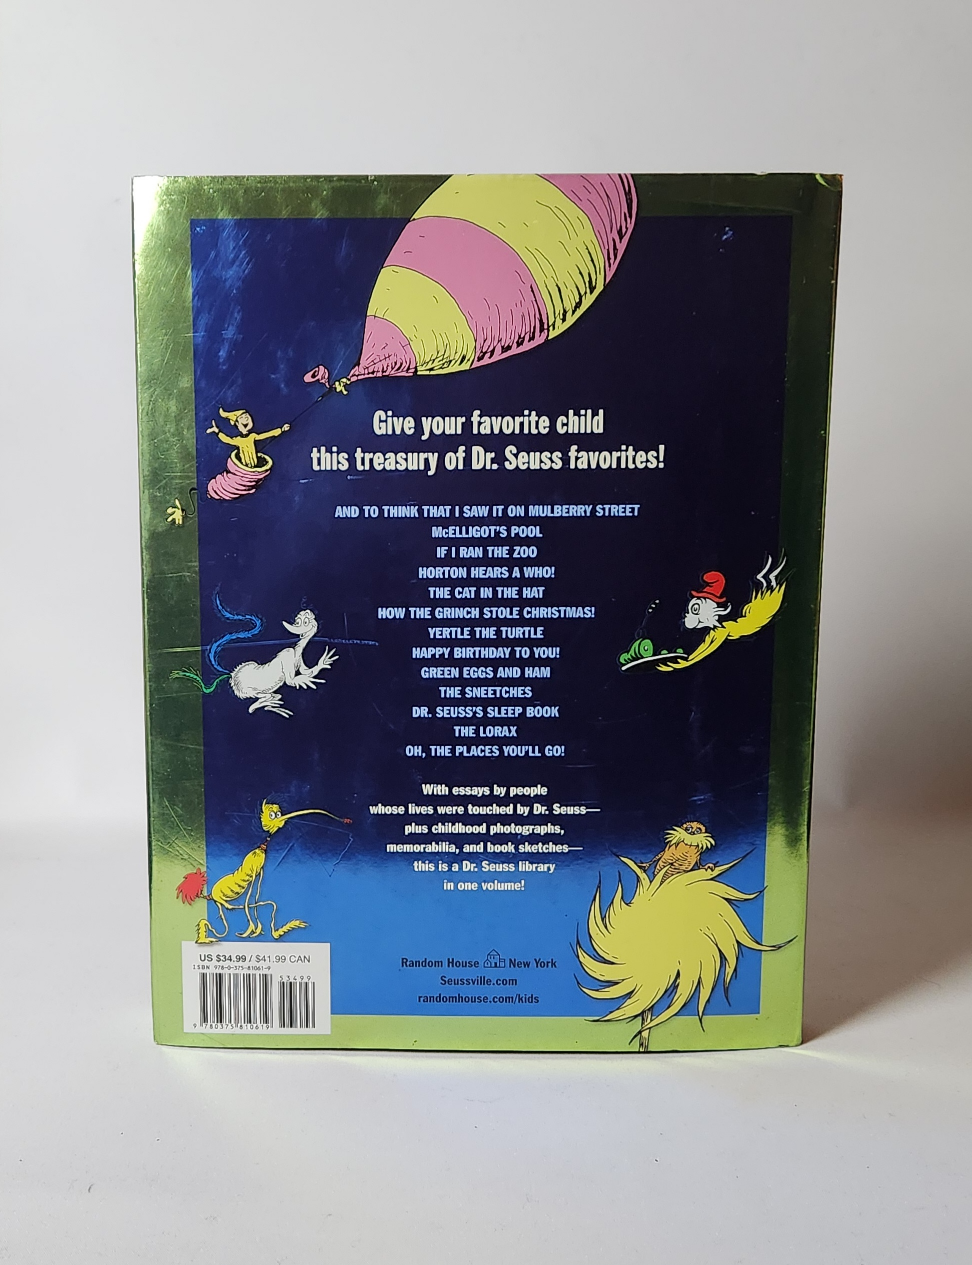 Give your favorite child
this treasury of Dr. Seuss favorites!
AND TO THINK THAT I SAW IT ON MULBERRY STREET
McELLIGOT'S POOL
IF I RAN THE ZOO
HORTON HEARS A WHO!
THE CAT IN THE HAT
HOW THE GRINCH STOLE CHRISTMAS!
YERTLE THE TURTLE
HAPPY BIRTHDAY TO YOU!
GREEN EGGS AND HAM
THE SNEETCHES
DR. SEUSS'S SLEEP BOOK
THE LORAX
OH, THE PLACES YOU'LL GO!
With essays by people
whose lives were touched by Dr. Seuss—
plus childhood photographs,
memorabilia, and book sketches—
this is a Dr. Seuss library
in one volume!
US $34.99 / $41.99 CAN
ISBN 978-0-375-81061-9
53499
9 780375 810619
Random House New York
Seussville.com
randomhouse.com/kids